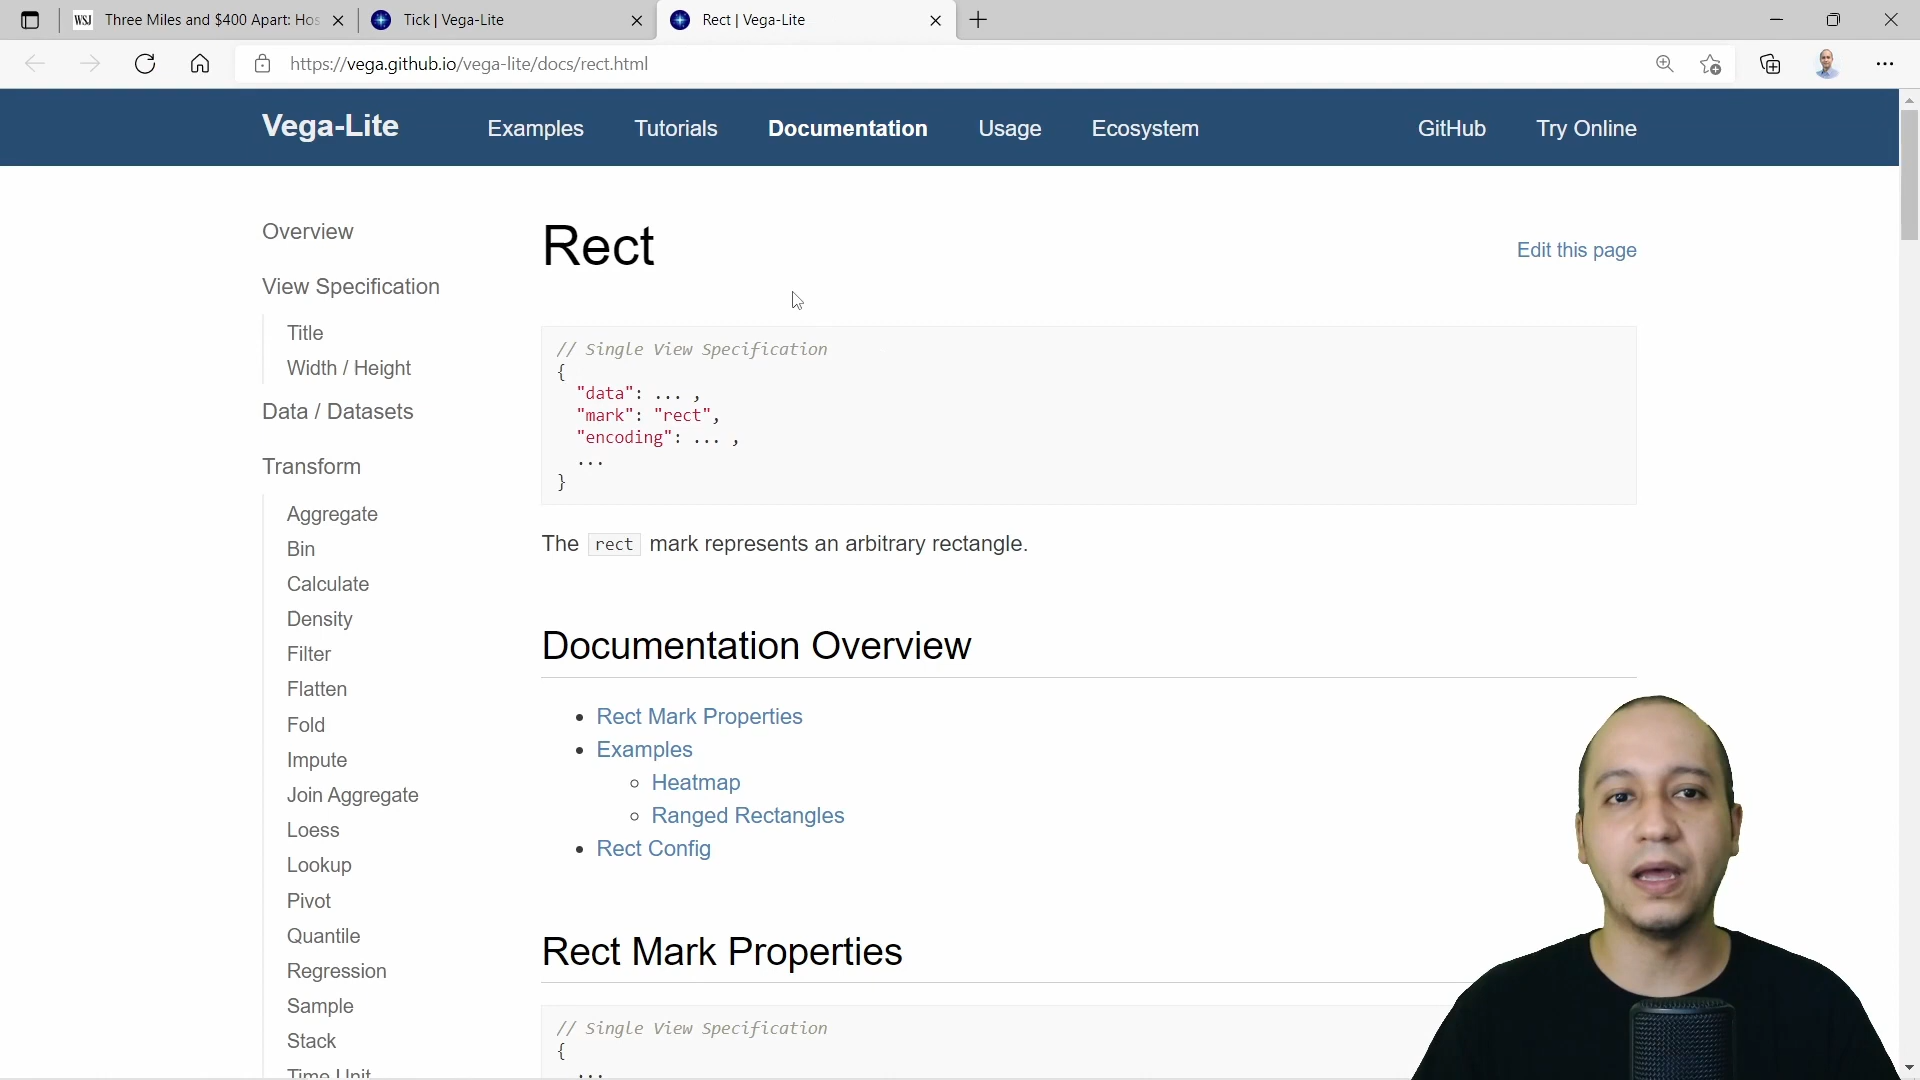 WSJ Three Miles and $400 Apart: Hos
Tick | Vega-Lite
Rect | Vega-Lite
https://vega.github.io/vega-lite/docs/rect.html
Vega-Lite
Examples
Tutorials
Documentation
Usage
Ecosystem
GitHub
Try Online
Overview
View Specification
Title
Width / Height
Data / Datasets
Transform
Aggregate
Bin
Calculate
Density
Filter
Flatten
Fold
Impute
Join Aggregate
Loess
Lookup
Pivot
Quantile
Regression
Sample
Stack
Time Unit
Rect
Edit this page
// Single View Specification
{
"data": ... ,
"mark": "rect",
"encoding": ... ,
...
}
The rect mark represents an arbitrary rectangle.
Documentation Overview
• Rect Mark Properties
• Examples
○ Heatmap
○ Ranged Rectangles
• Rect Config
Rect Mark Properties
// Single View Specification
{
...